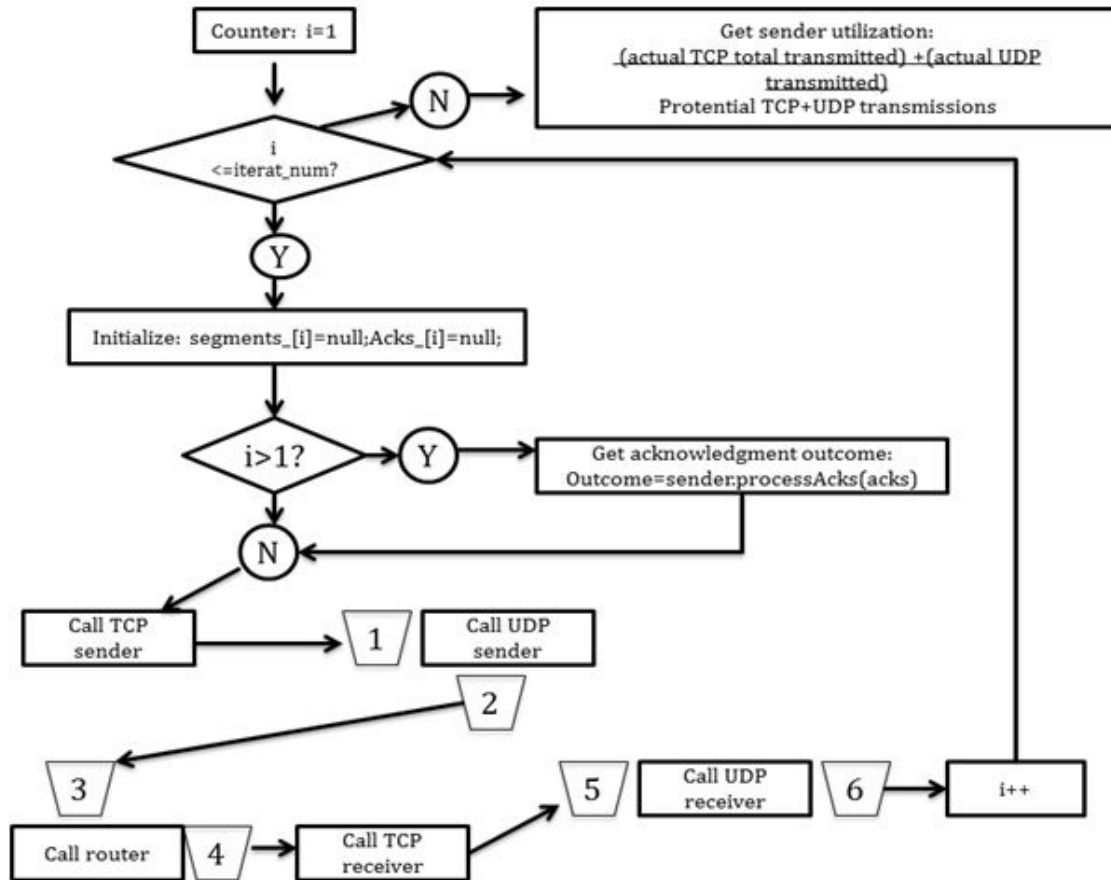 Counter: i=1
Get sender utilization:
(actual TCP total transmitted) +(actual UDP
transmitted)
Protential TCP+UDP transmissions
N
i
<=iterat_num?
Y
Initialize: segments_[i]=null;Acks_[i]=null;
i>1?
Y
Get acknowledgment outcome:
Outcome=sender.processAcks(acks)
N
Call TCP
sender
1
Call UDP
sender
2
3
Call router
4
Call TCP
receiver
5
Call UDP
receiver
6
i++